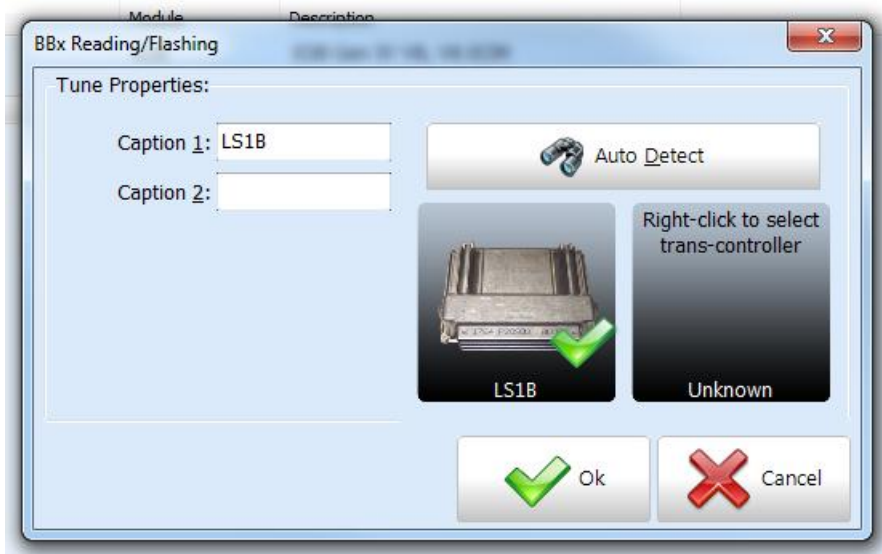 Module Description
BBx Reading/Flashing
Tune Properties:
Caption 1: LS1B
Auto Detect
Caption 2:
Right-click to select
trans-controller
LS1B
Unknown
Ok
Cancel